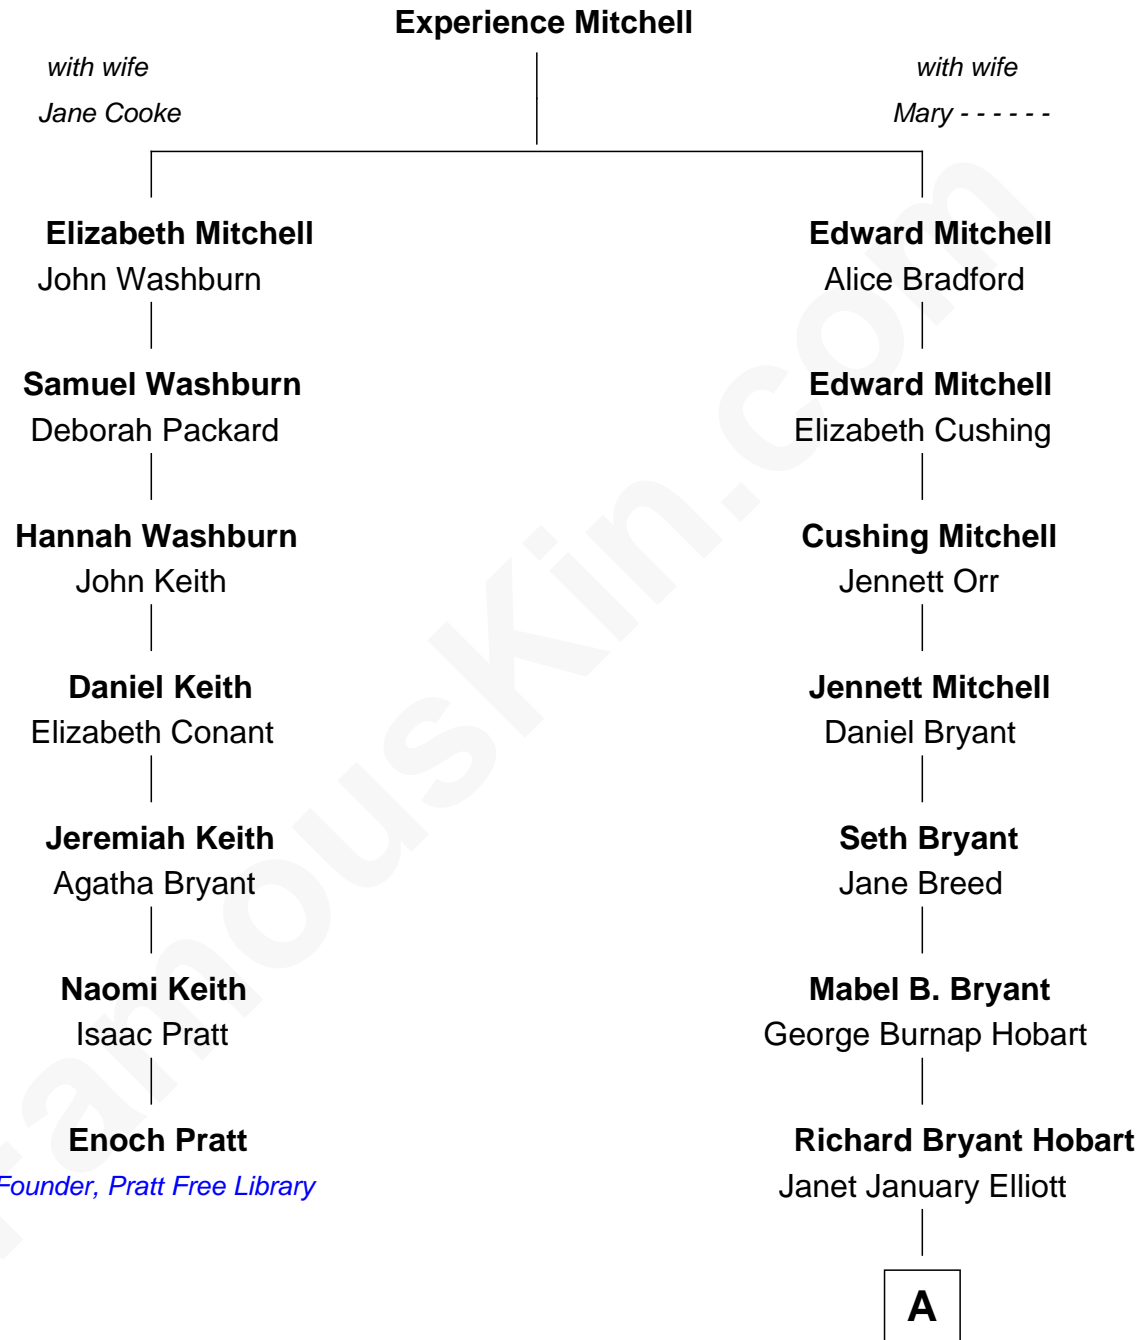 Experience Mitchell
with wife
Jane Cooke
with wife
Mary - - - - - -
Elizabeth Mitchell
John Washburn
Edward Mitchell
Alice Bradford
Samuel Washburn
Deborah Packard
Edward Mitchell
Elizabeth Cushing
Hannah Washburn
John Keith
Cushing Mitchell
Jennett Orr
Daniel Keith
Elizabeth Conant
Jennett Mitchell
Daniel Bryant
Jeremiah Keith
Agatha Bryant
Seth Bryant
Jane Breed
Naomi Keith
Isaac Pratt
Mabel B. Bryant
George Burnap Hobart
Enoch Pratt
Founder, Pratt Free Library
Richard Bryant Hobart
Janet January Elliott
A
famouskin.com